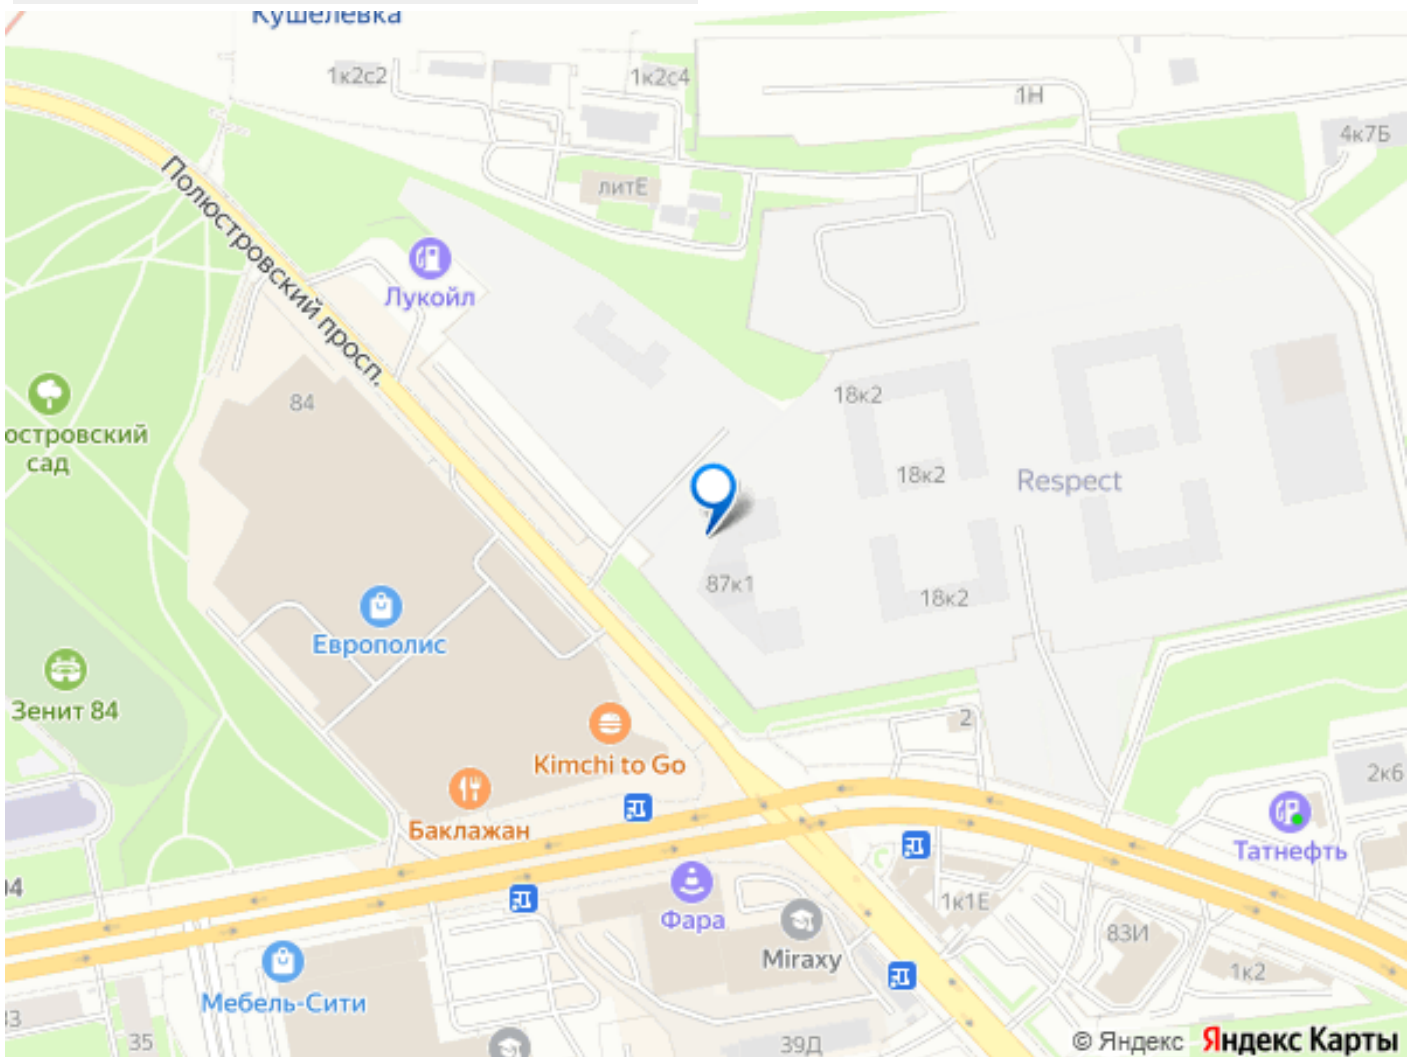 Кушелевка
1к2с2
1к2с4
1Н
4к7Б
литЕ
Полюстровский просп.
Лукойл
84
18к2
островский
сад
18к2
Respect
87к1
18к2
Европолис
Зенит 84
2
Kimchi to Go
2к6
Баклажан
Татнефть
04
1к1Е
Фара
83И
Miraxy
1к2
Мебель-Сити
33
35
39Д
© Яндекс Яндекс Карты